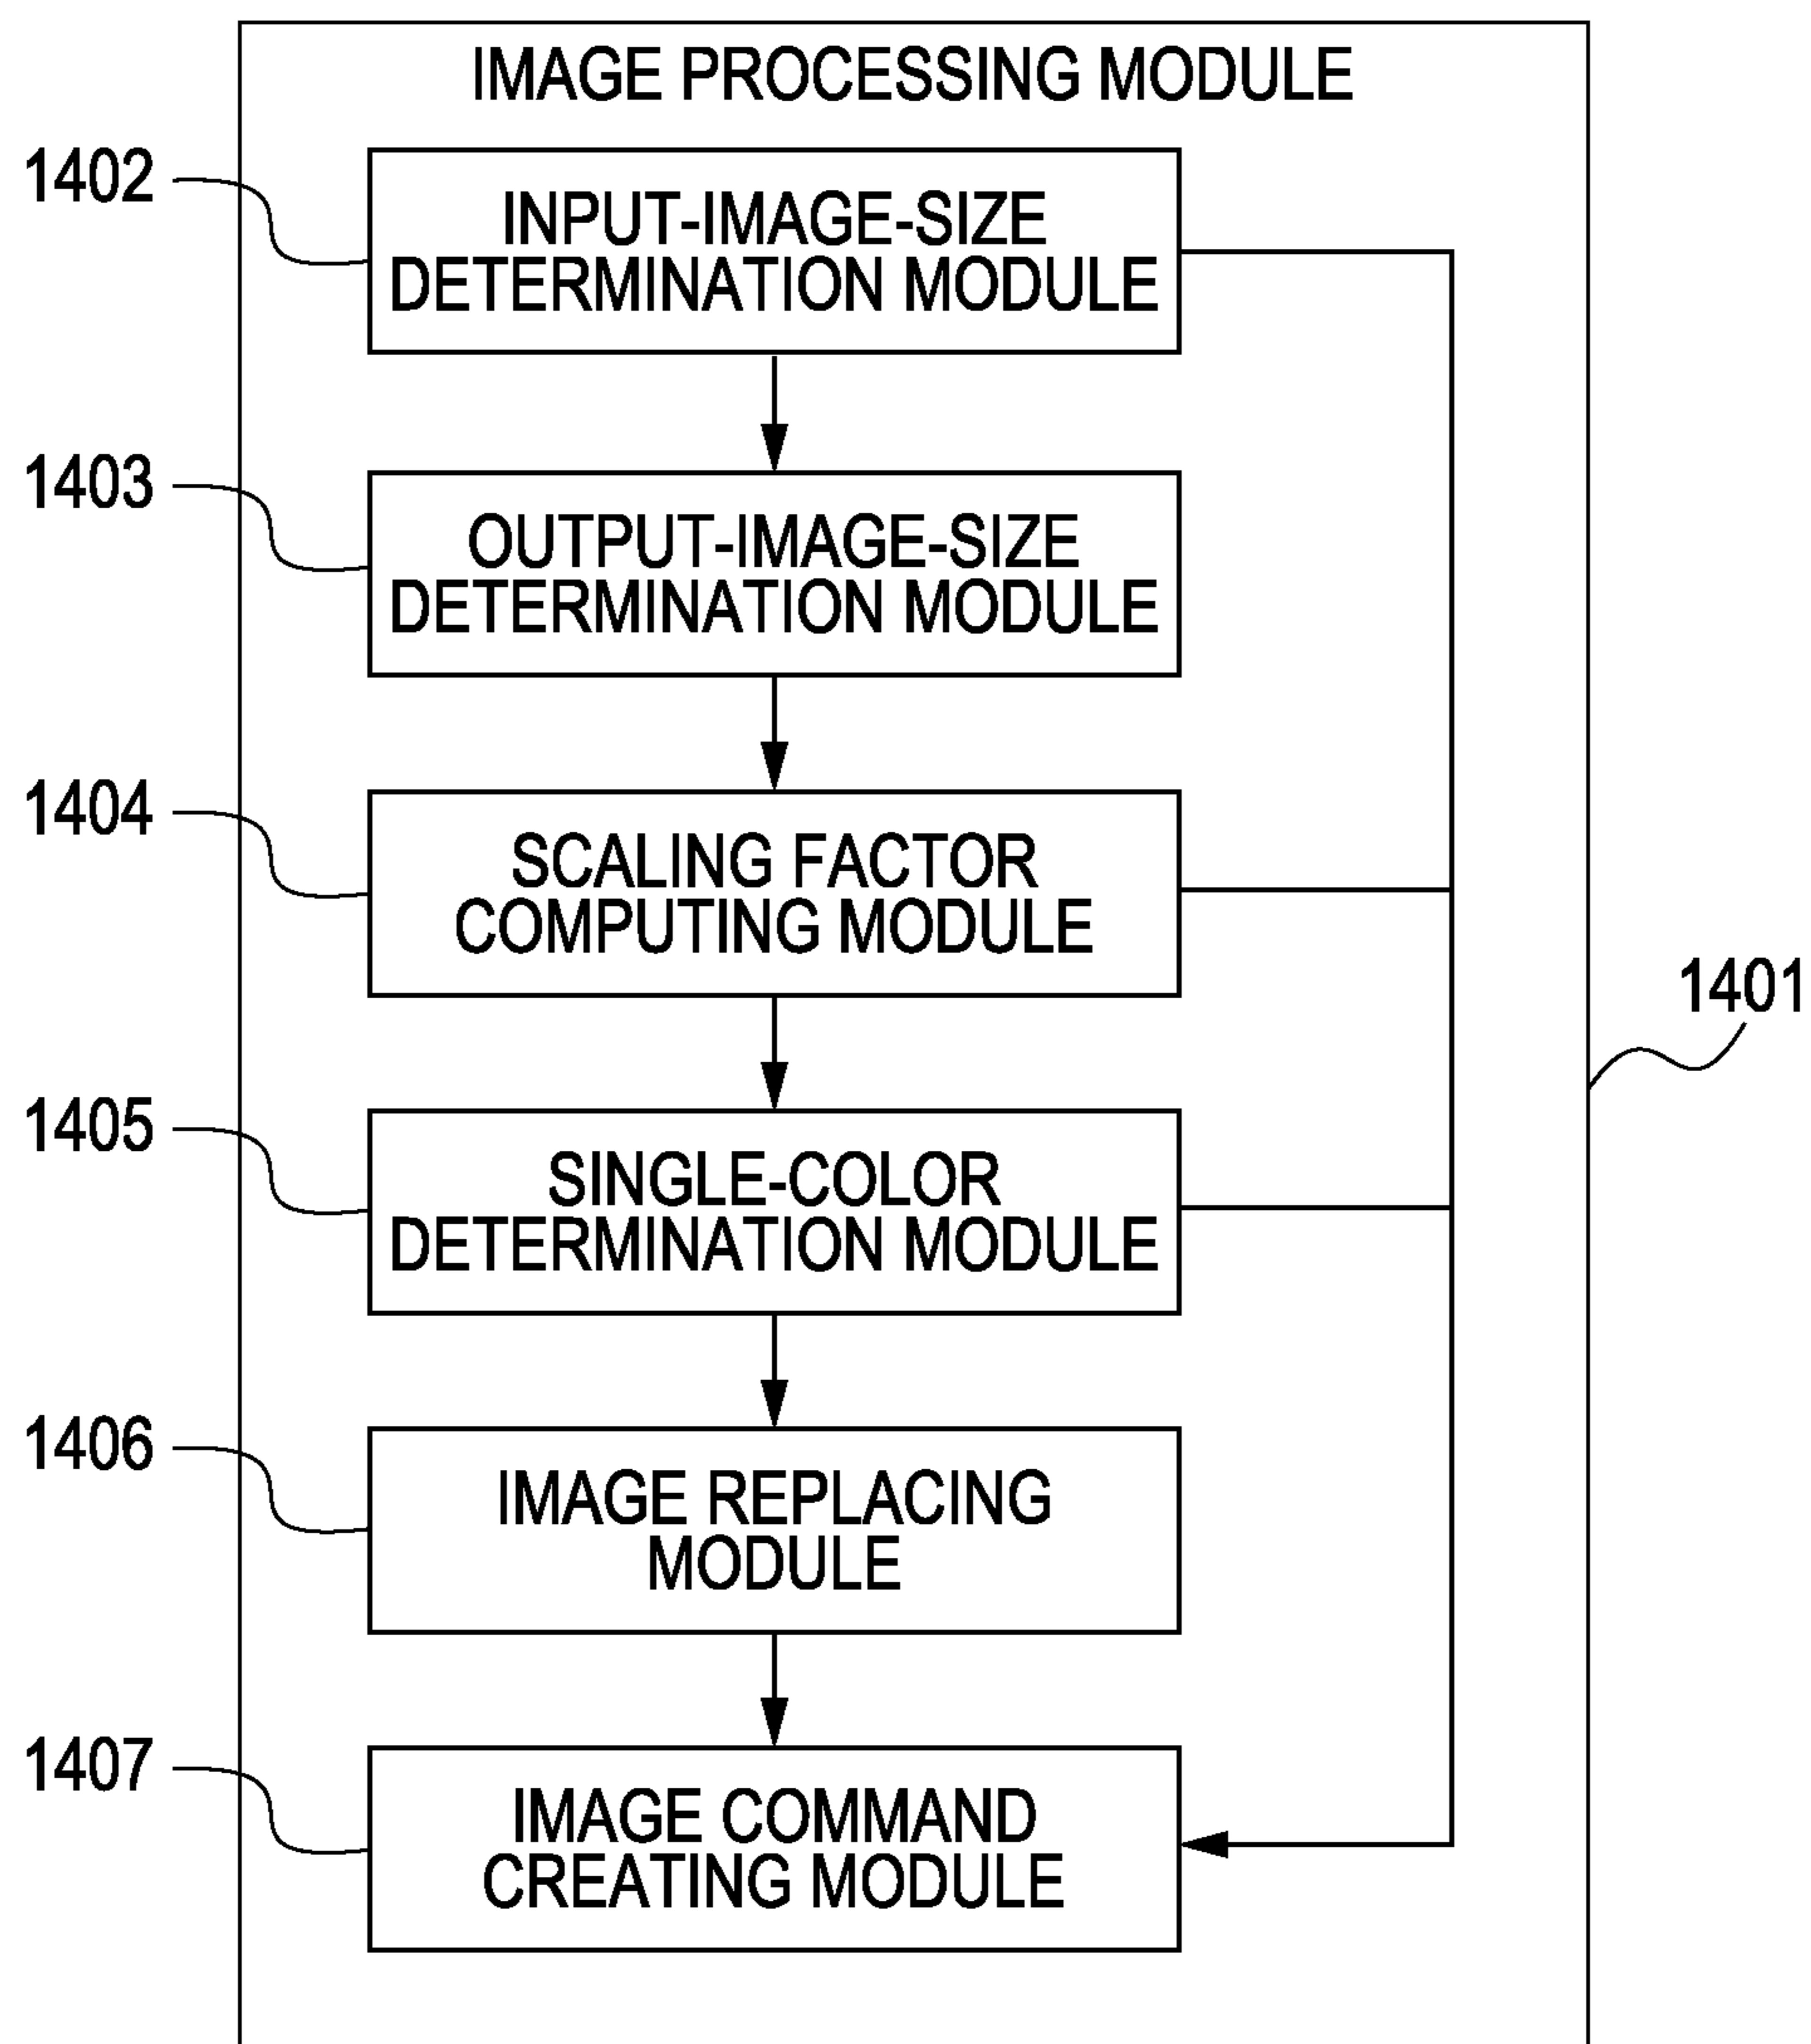 IMAGE PROCESSING MODULE
1402
INPUT-IMAGE-SIZE
DETERMINATION MODULE
1403
OUTPUT-IMAGE-SIZE
DETERMINATION MODULE
1404
SCALING FACTOR
COMPUTING MODULE
1401
1405
SINGLE-COLOR
DETERMINATION MODULE
1406
IMAGE REPLACING
MODULE
1407
IMAGE COMMAND
CREATING MODULE